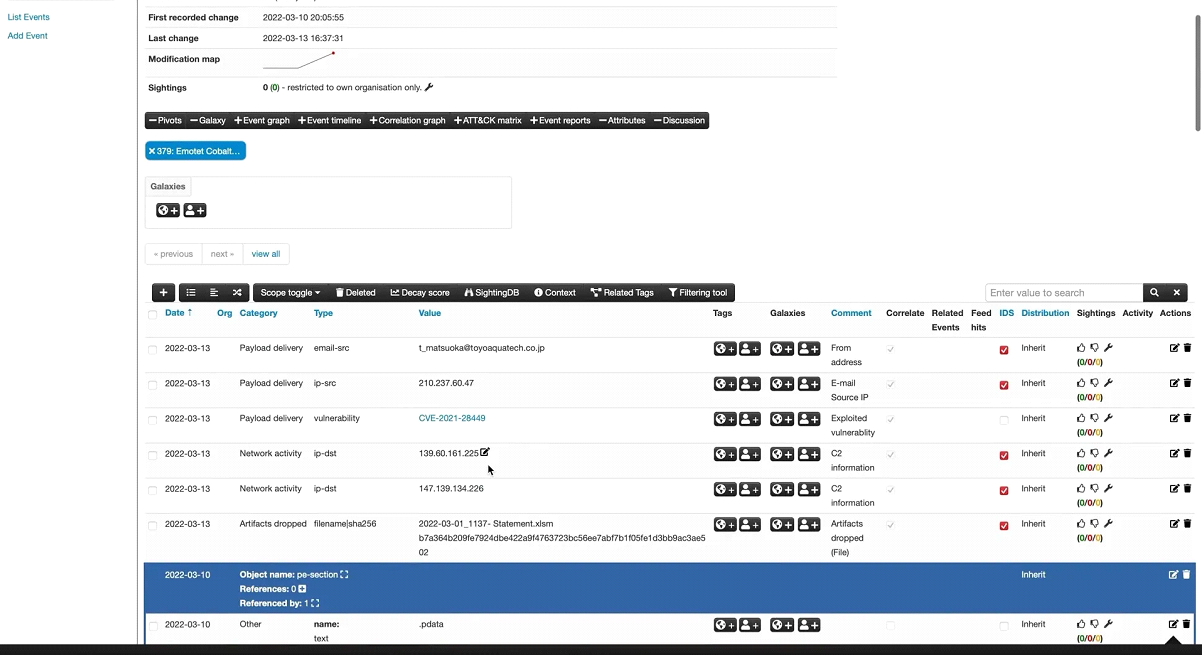 List Events
Add Event
First recorded change 2022-03-10 20:05:55
Last change 2022-03-13 16:37:31
Modification map
Sightings 0 (0) - restricted to own organisation only.
Pivots Galaxy Event graph Event timeline Correlation graph ATT&CK matrix Event reports Attributes Discussion
379: Emotet Cobalt...
Galaxies
« previous next » view all
Scope toggle Deleted Decay score SightingDB Context Related Tags Filtering tool Enter value to search
Date ↑ Org Category Type Value Tags Galaxies Comment Correlate Related Feed IDS Distribution Sightings Activity Actions
Events hits
2022-03-13 Payload delivery email-src t_matsuoka@toyoaquatech.co.jp From Inherit
address (0/0/0)
2022-03-13 Payload delivery ip-src 210.237.60.47 E-mail Inherit
Source IP (0/0/0)
2022-03-13 Payload delivery vulnerability CVE-2021-28449 Exploited Inherit
vulnerablity (0/0/0)
2022-03-13 Network activity ip-dst 139.60.161.225 C2 Inherit
information (0/0/0)
2022-03-13 Network activity ip-dst 147.139.134.226 C2 Inherit
information (0/0/0)
2022-03-13 Artifacts dropped filename|sha256 2022-03-01_1137- Statement.xlsm Artifacts Inherit
b7a364b209fe7924dbe422a9f4763723bc56ee7abf7b1f05fe1d3bb9ac3ae5 dropped (0/0/0)
02 (File)
2022-03-10 Object name: pe-section Inherit
References: 0
Referenced by: 1
2022-03-10 Other name: .pdata Inherit
text (0/0/0)